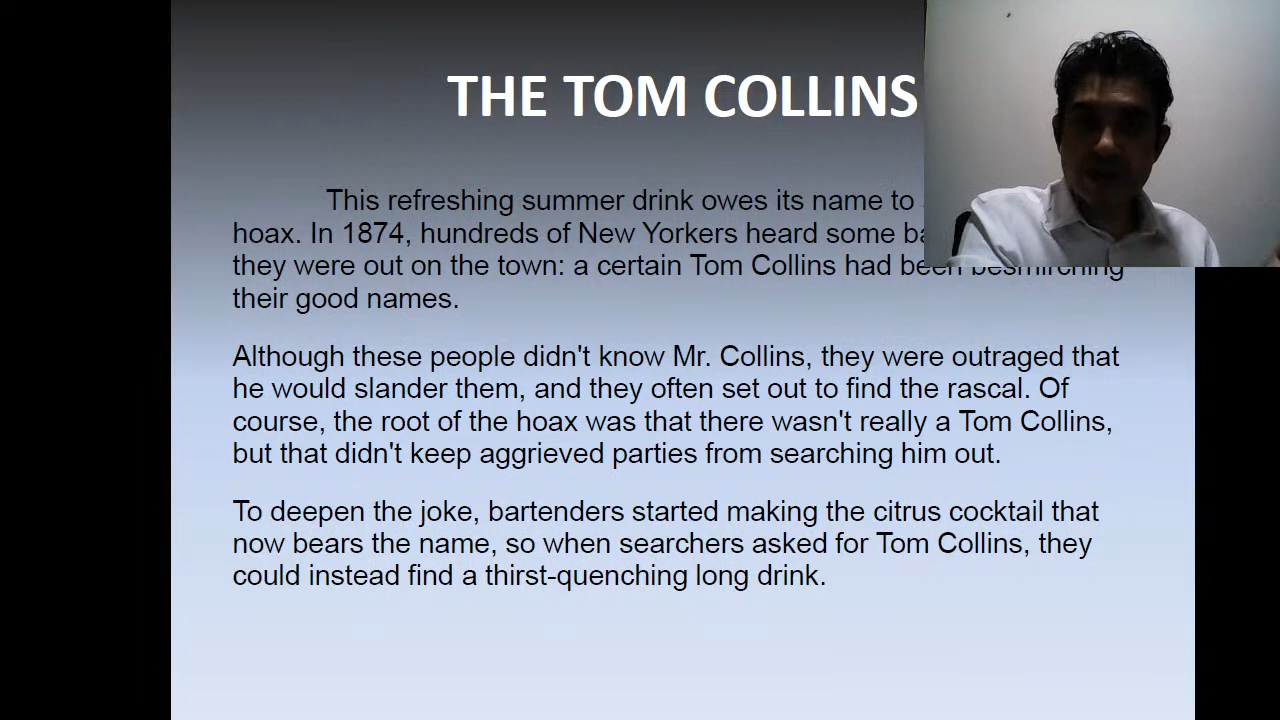 THE TOM COLLINS
This refreshing summer drink owes its name to
hoax. In 1874, hundreds of New Yorkers heard some
they were out on the town: a certain Tom Collins had been besmirching
their good names.
Although these people didn't know Mr. Collins, they were outraged that
he would slander them, and they often set out to find the rascal. Of
course, the root of the hoax was that there wasn't really a Tom Collins,
but that didn't keep aggrieved parties from searching him out.
To deepen the joke, bartenders started making the citrus cocktail that
now bears the name, so when searchers asked for Tom Collins, they
could instead find a thirst-quenching long drink.